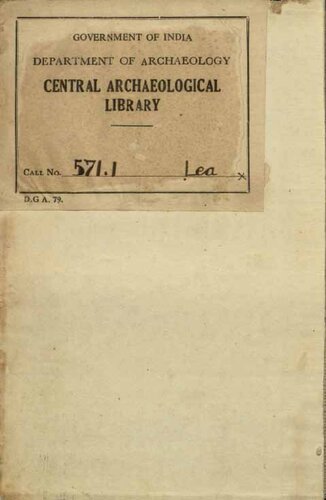 GOVERNMENT OF INDIA
DEPARTMENT OF ARCHAEOLOGY
CENTRAL ARCHAEOLOGICAL
LIBRARY
CALL No. 571.1 Lea
D.G A. 79.